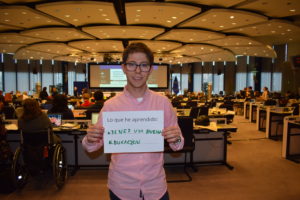 Lo que he aprendido:
TENER UNA BUENA
EDUCACIÓN